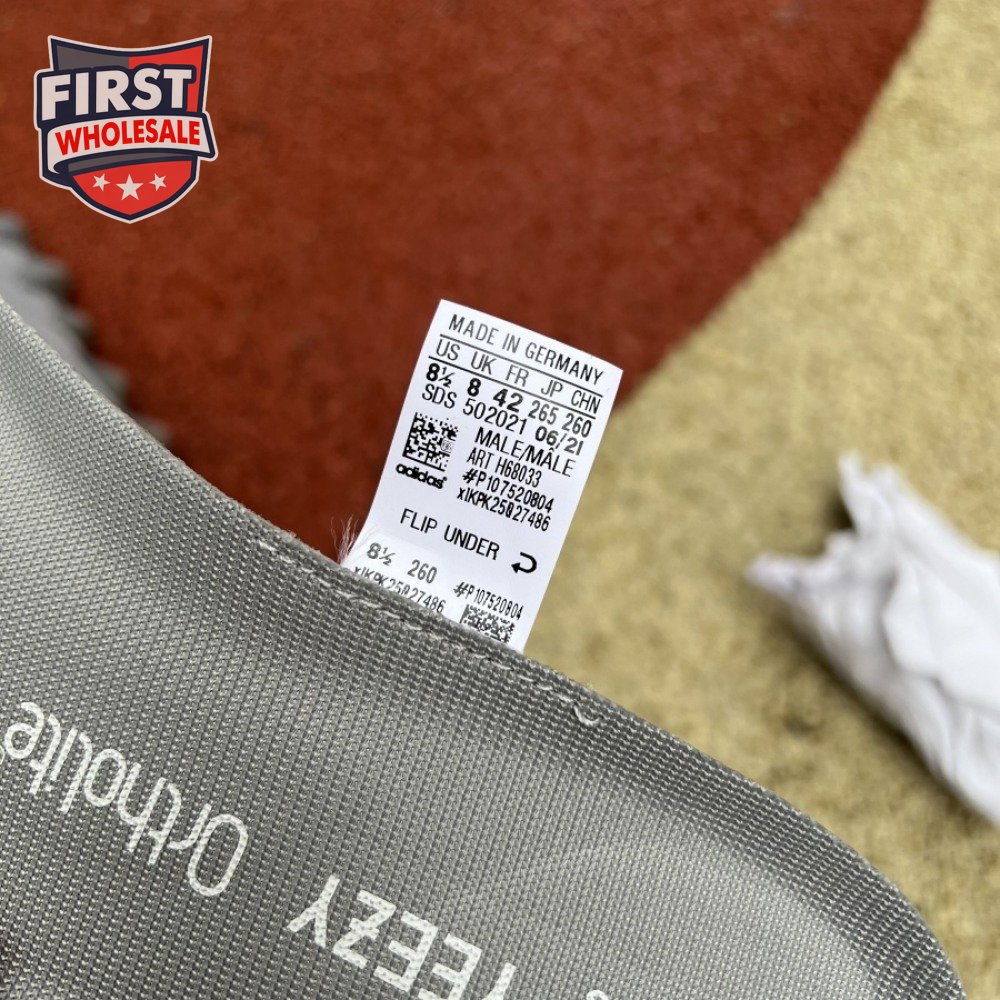 FIRST
WHOLESALE
MADE IN GERMANY
US UK FR JP CHN
8½ 8 42 265 260
SDS 502021 06/21
MALE/MÂLE
ART H68033
#P107520804
xIKPK25027486
adidas
FLIP UNDER
8½ 260 #P107520804
xIKPK25027486
Ortholite
YEEZY